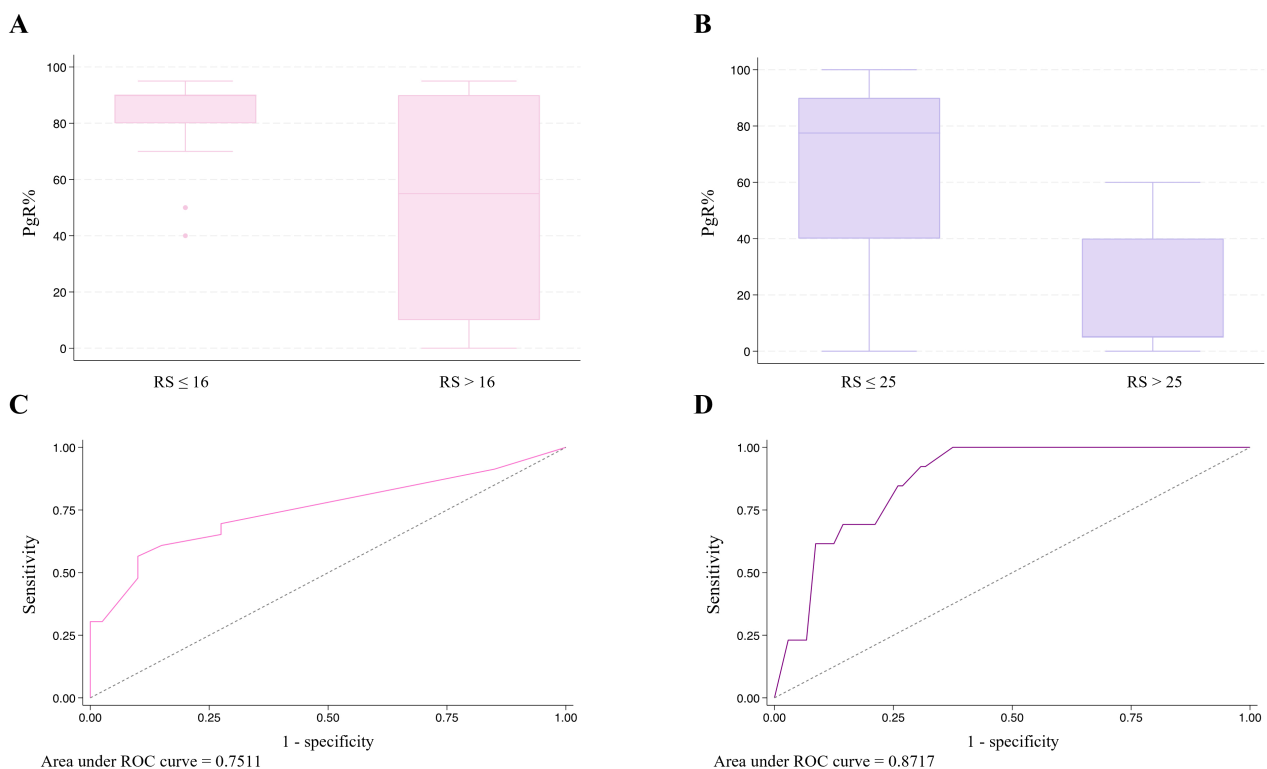 A
100
80
60
40
20
0
PgR%
RS ≤ 16
RS > 16
B
100
80
60
40
20
0
PgR%
RS ≤ 25
RS > 25
C
1.00
0.75
0.50
0.25
0.00
Sensitivity
0.00 0.25 0.50 0.75 1.00
1 - specificity
Area under ROC curve = 0.7511
D
1.00
0.75
0.50
0.25
0.00
Sensitivity
0.00 0.25 0.50 0.75 1.00
1 - specificity
Area under ROC curve = 0.8717